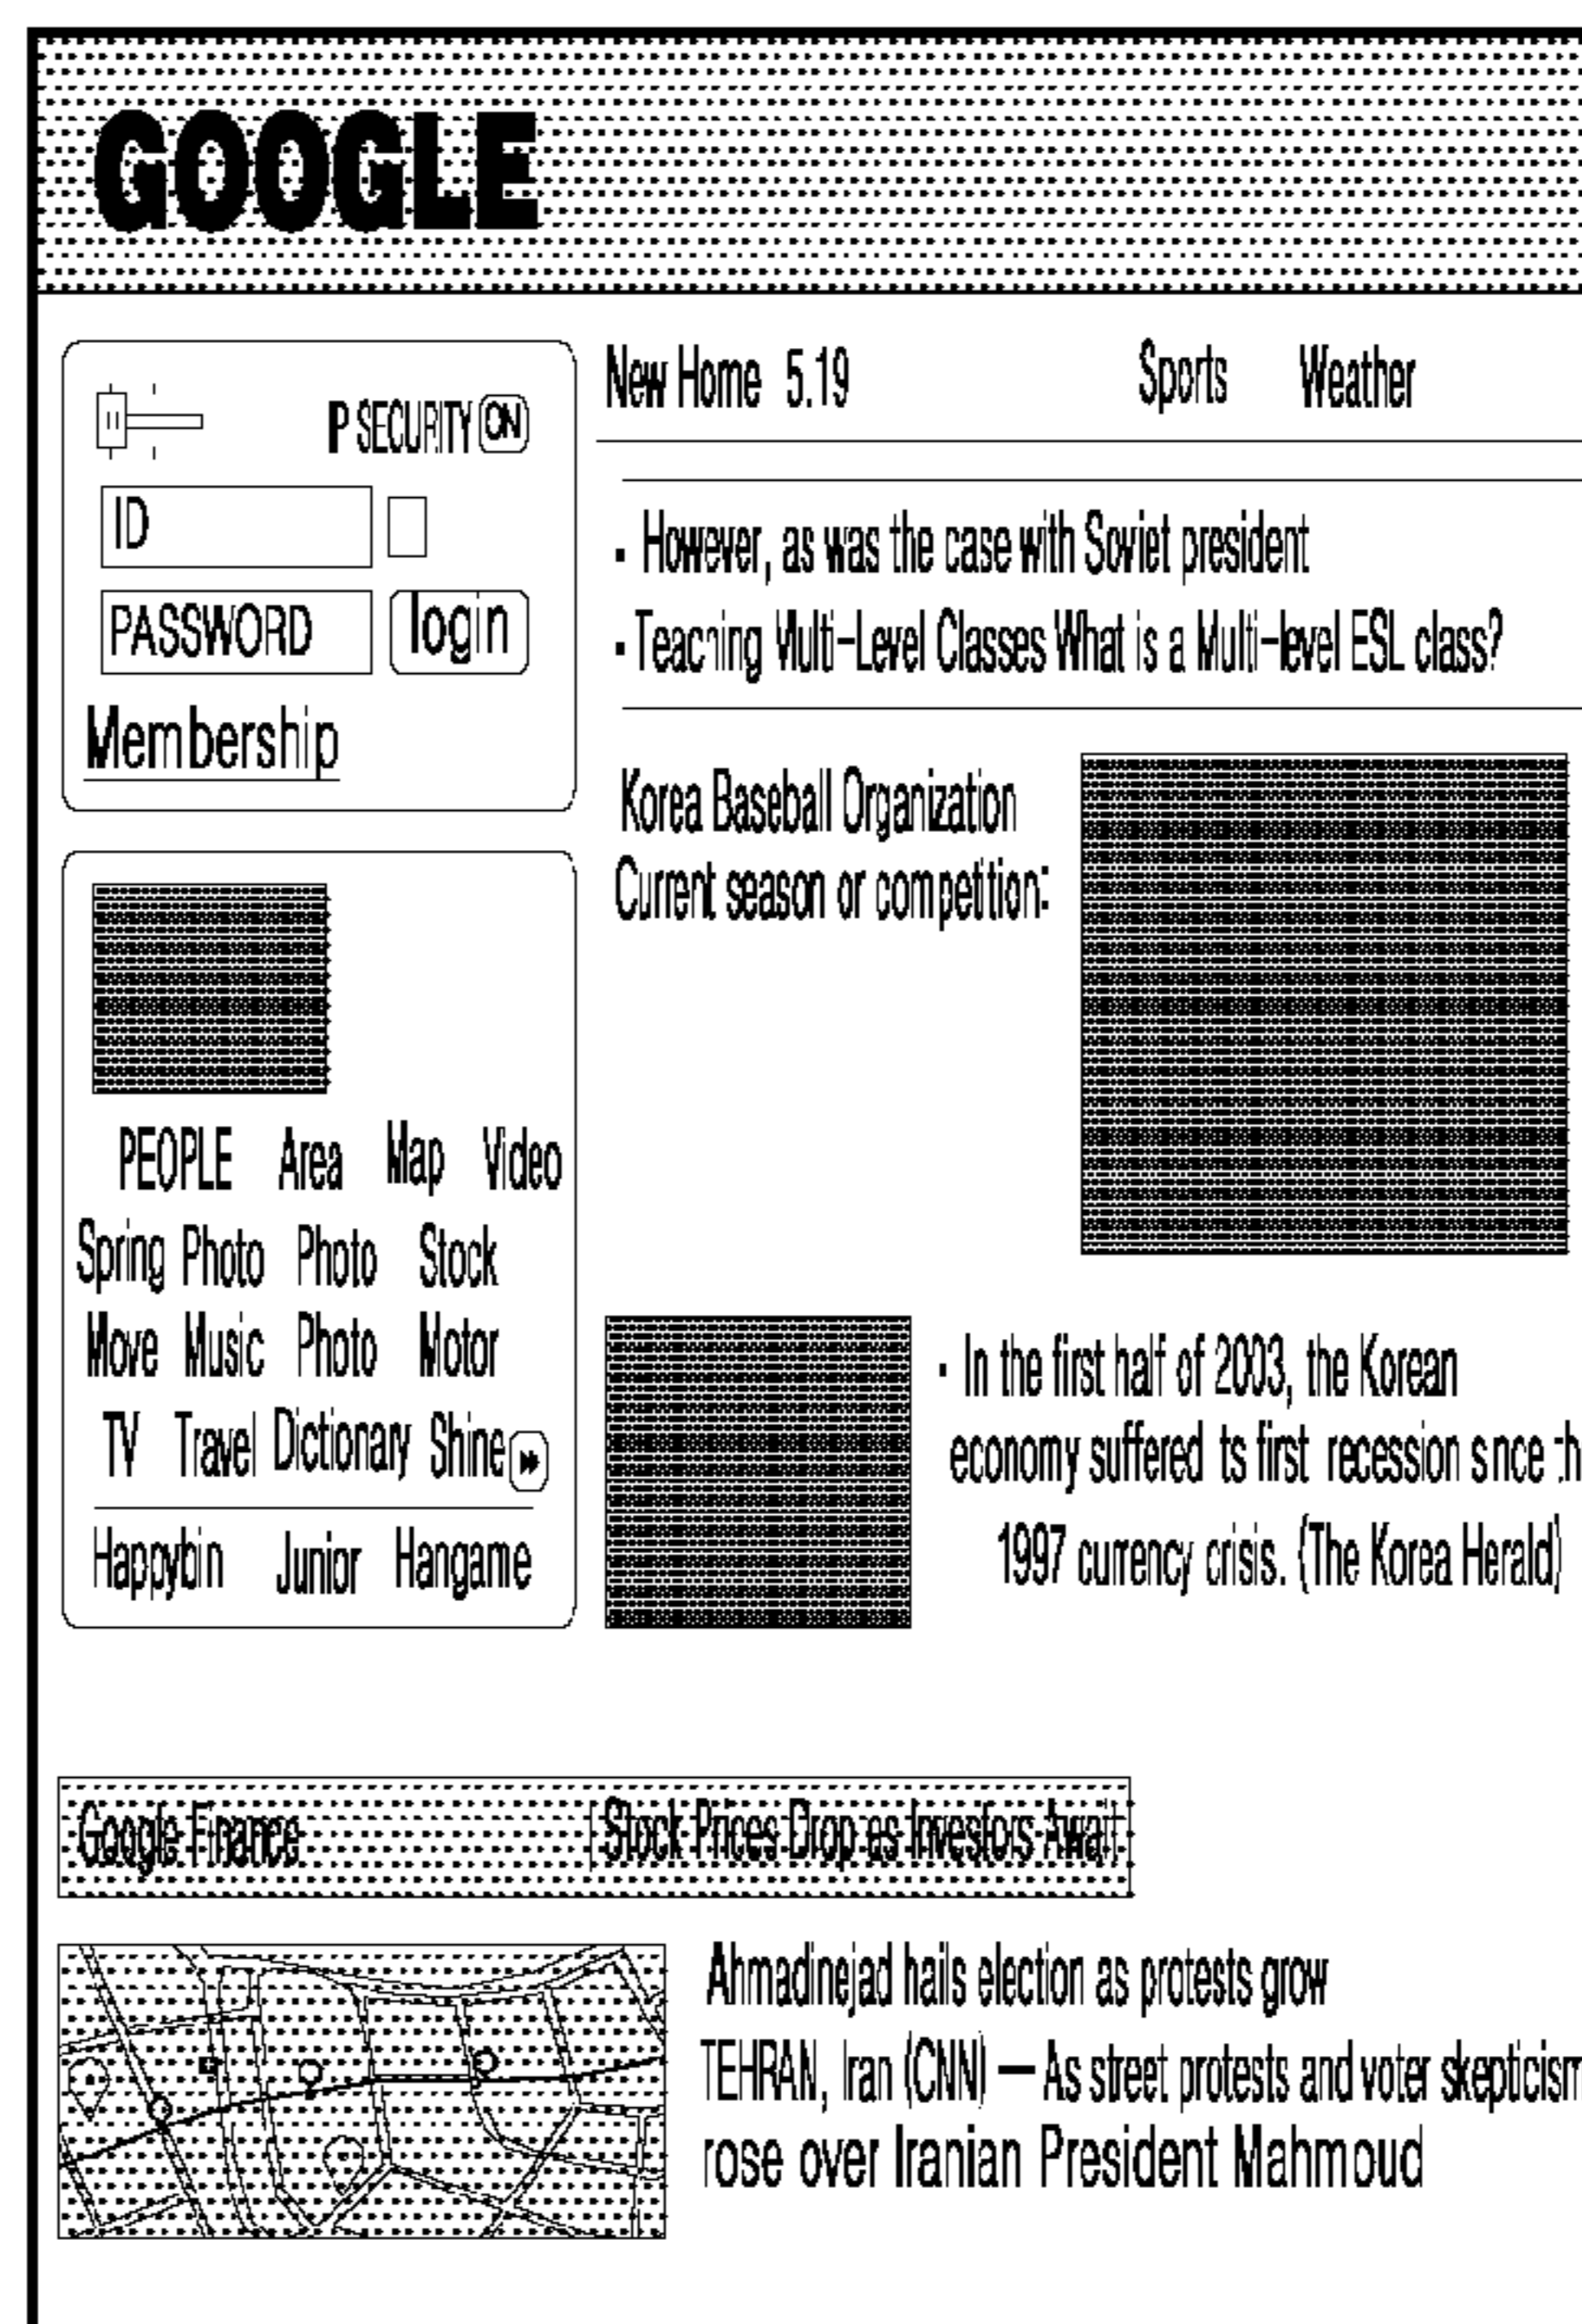 GOOGLE
IP SECURITY ON
ID
PASSWORD login
Membership
New Home 5.19 Sports Weather
· However, as was the case with Soviet president
· Teaching Multi-Level Classes What is a Multi-level ESL class?
Korea Baseball Organization
Current season or competition:
PEOPLE Area Map Video
Spring Photo Photo Stock
Move Music Photo Motor
TV Travel Dictionary Shine
Happybin Junior Hangame
· In the first half of 2003, the Korean
economy suffered its first recession since th
1997 currency crisis. (The Korea Herald)
Google Finance Stock Prices Drop as Investors Await
Ahmadinejad hails election as protests grow
TEHRAN, Iran (CNN) — As street protests and voter skepticism
rose over Iranian President Mahmoud